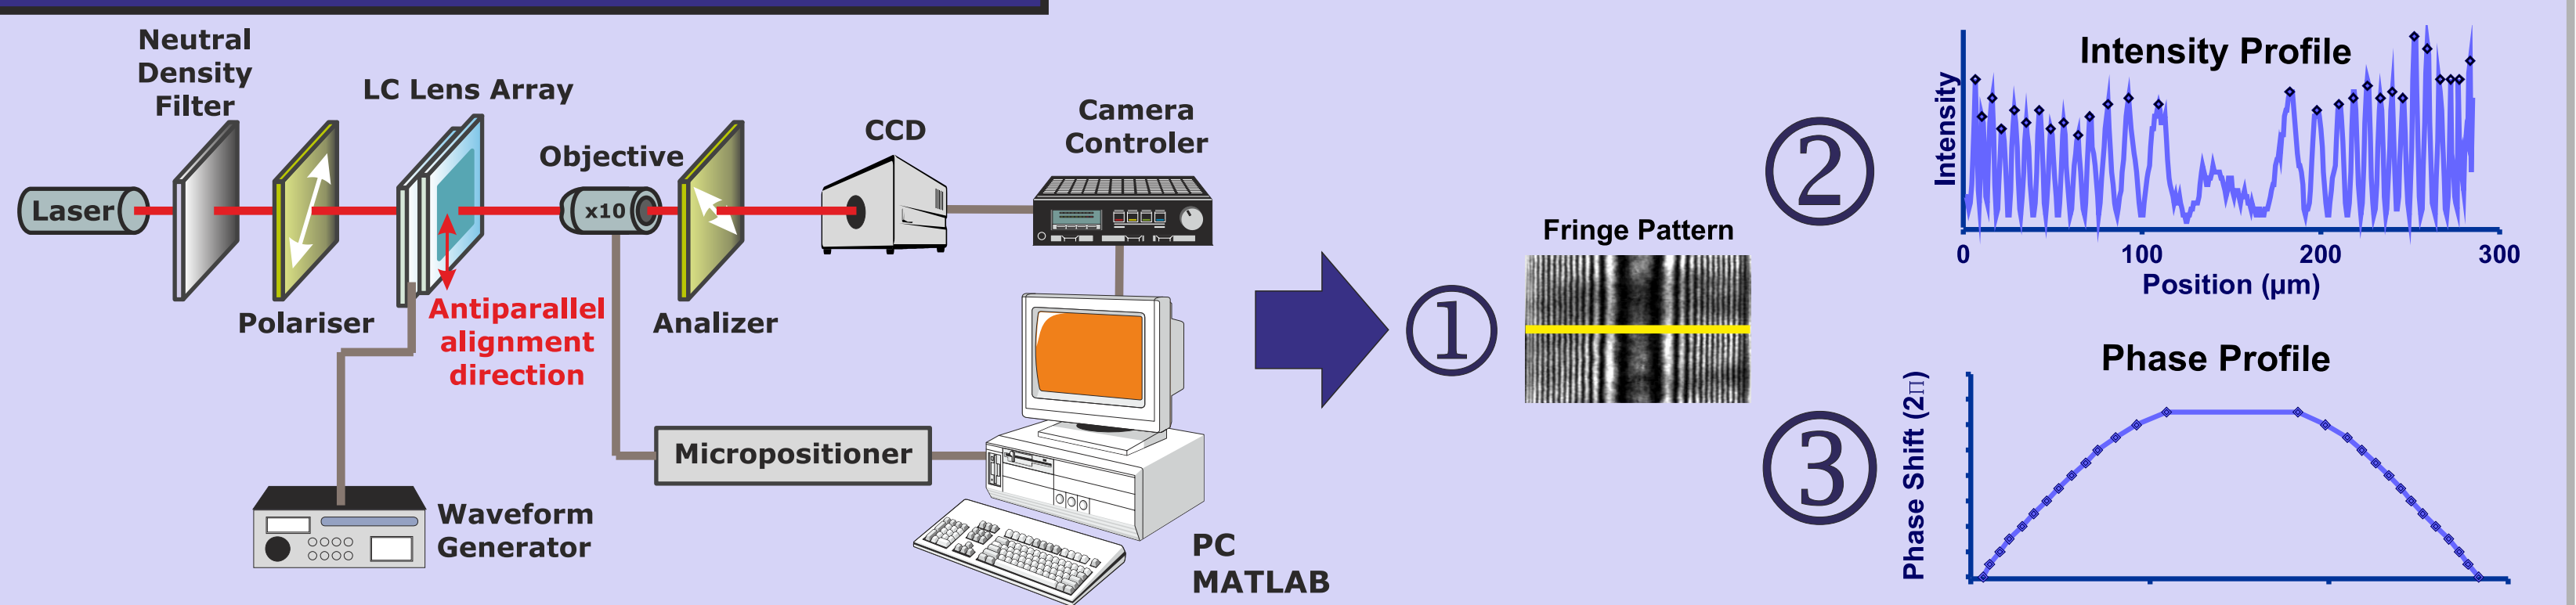 Neutral
Density
Filter
LC Lens Array
Objective
CCD
Camera
Controler
Laser
x10
Polariser
Antiparallel
alignment
direction
Analizer
Micropositioner
Waveform
Generator
PC
MATLAB
1
Fringe Pattern
2
Intensity Profile
Intensity
0
100
200
300
Position (µm)
3
Phase Profile
Phase Shift (2Π)